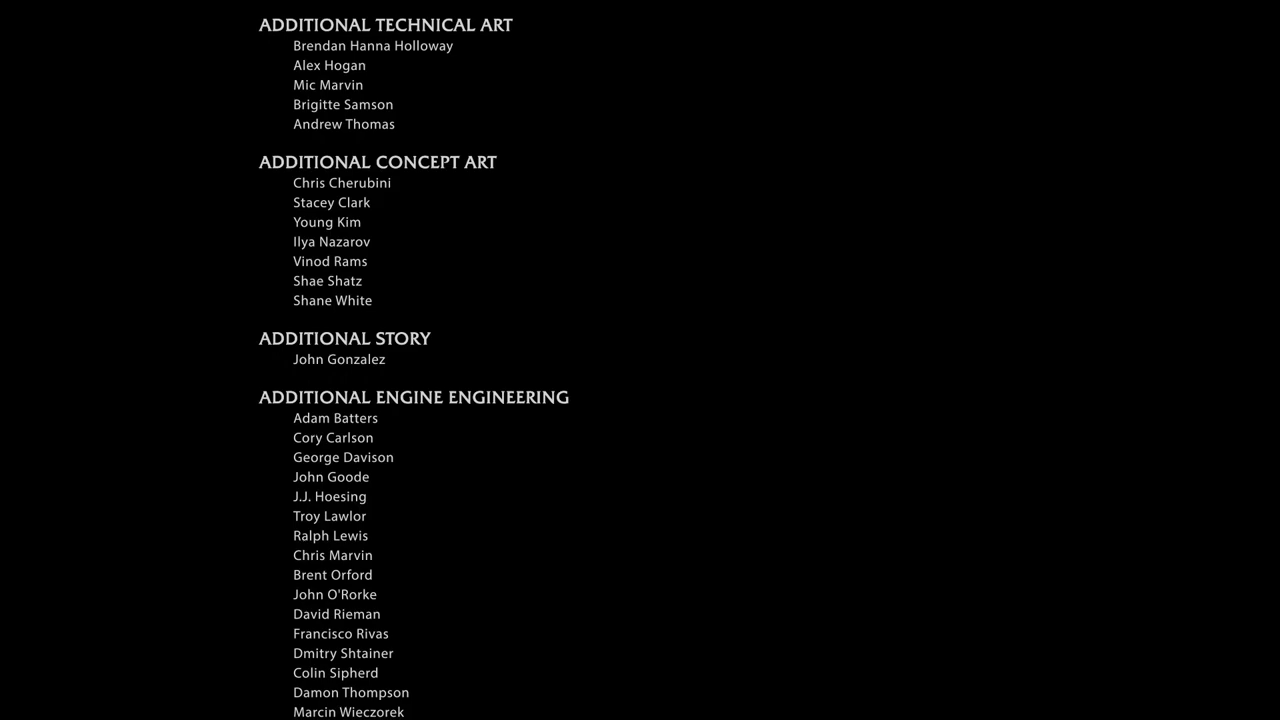 ADDITIONAL TECHNICAL ART
Brendan Hanna Holloway
Alex Hogan
Mic Marvin
Brigitte Samson
Andrew Thomas
ADDITIONAL CONCEPT ART
Chris Cherubini
Stacey Clark
Young Kim
Ilya Nazarov
Vinod Rams
Shae Shatz
Shane White
ADDITIONAL STORY
John Gonzalez
ADDITIONAL ENGINE ENGINEERING
Adam Batters
Cory Carlson
George Davison
John Goode
J.J. Hoesing
Troy Lawlor
Ralph Lewis
Chris Marvin
Brent Orford
John O'Rorke
David Rieman
Francisco Rivas
Dmitry Shtainer
Colin Sipherd
Damon Thompson
Marcin Wieczorek